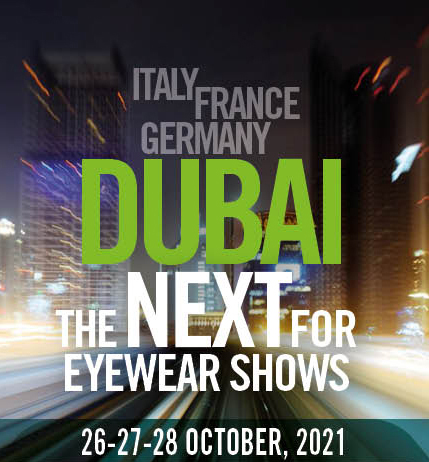 ITALY
FRANCE
GERMANY
DUBAI
THE NEXT FOR
EYEWEAR SHOWS
26-27-28 OCTOBER, 2021